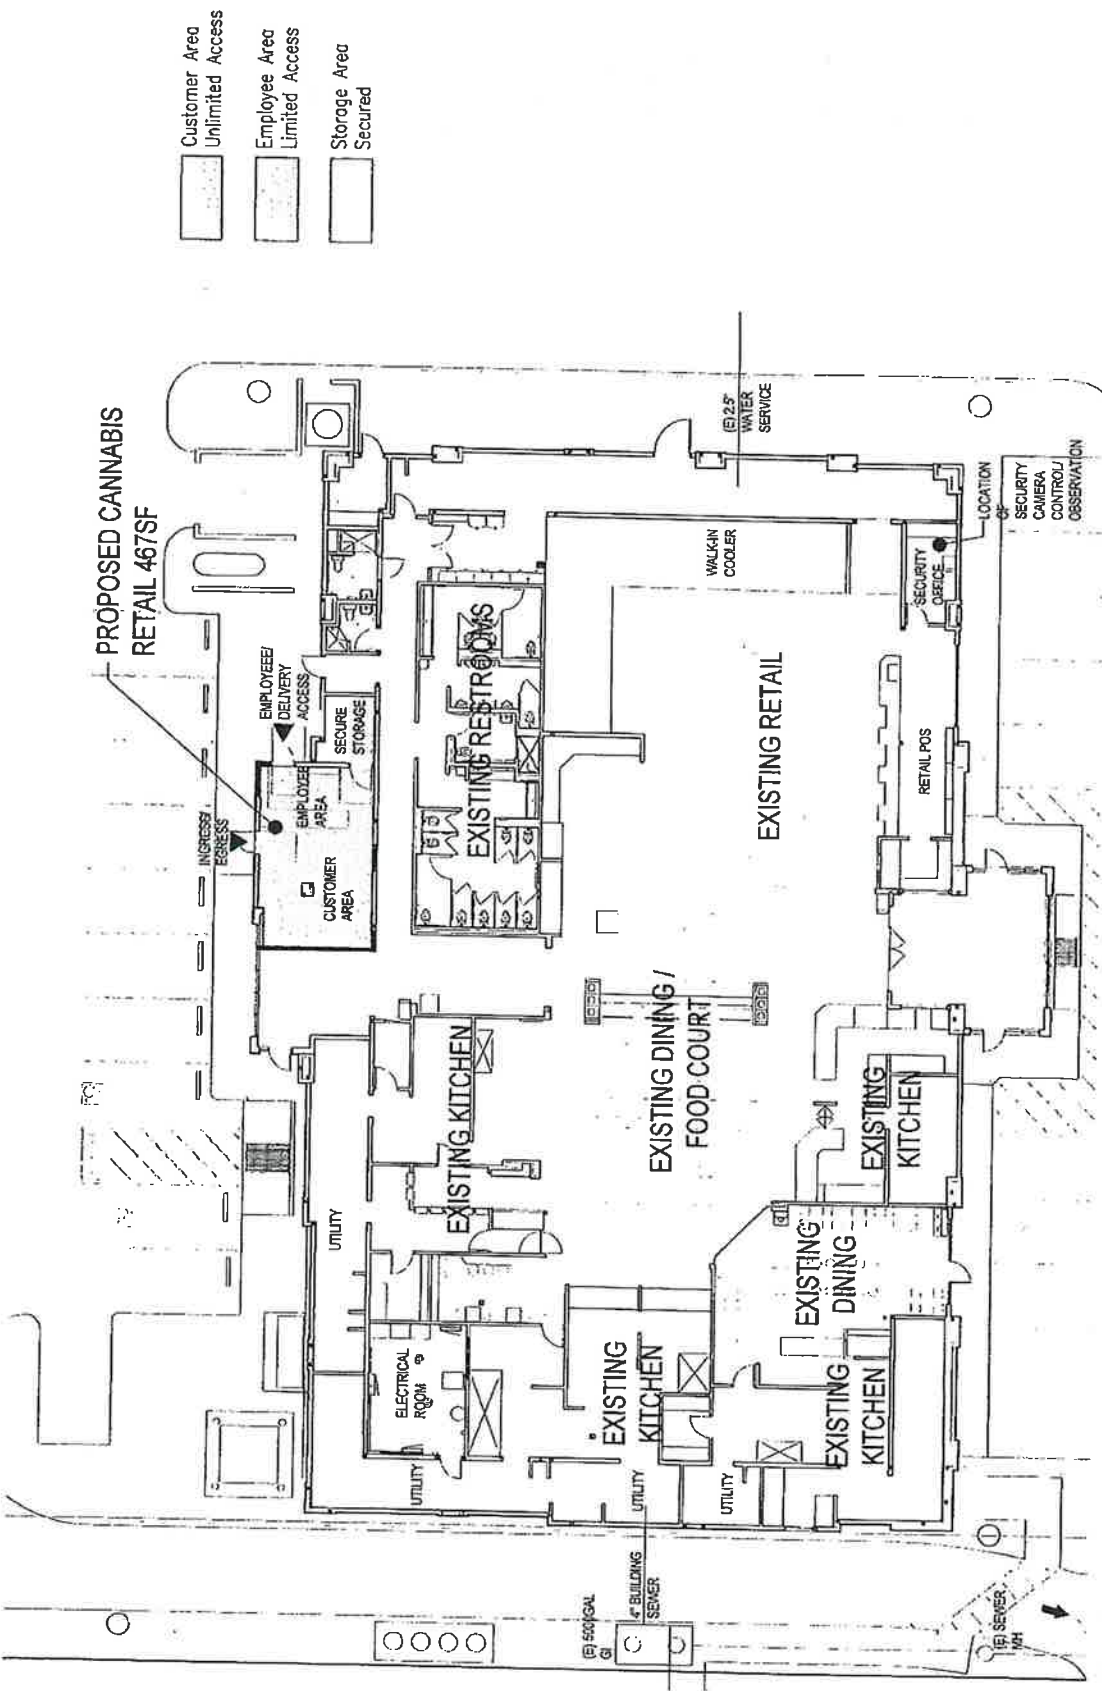 Customer Area
Unlimited Access
Employee Area
Limited Access
Storage Area
Secured
PROPOSED CANNABIS
RETAIL 467SF
INGRESS/
EGRESS
EMPLOYEEE/
DELIVERY
ACCESS
EMPLOYEE
AREA
SECURE
STORAGE
CUSTOMER
AREA
EXISTING RESTROOMS
WALK-IN
COOLER
(E) 2.5"
WATER
SERVICE
SECURITY
OFFICE
LOCATION
OF
SECURITY
CAMERA
CONTROL/
OBSERVATION
EXISTING RETAIL
RETAIL POS
EXISTING DINING /
FOOD COURT
EXISTING KITCHEN
EXISTING
KITCHEN
EXISTING
DINING
EXISTING
KITCHEN
EXISTING
KITCHEN
UTILITY
ELECTRICAL
ROOM
UTILITY
UTILITY
UTILITY
(E) 5000GAL
GI
4" BUILDING
SEWER
(E) SEWER
MH